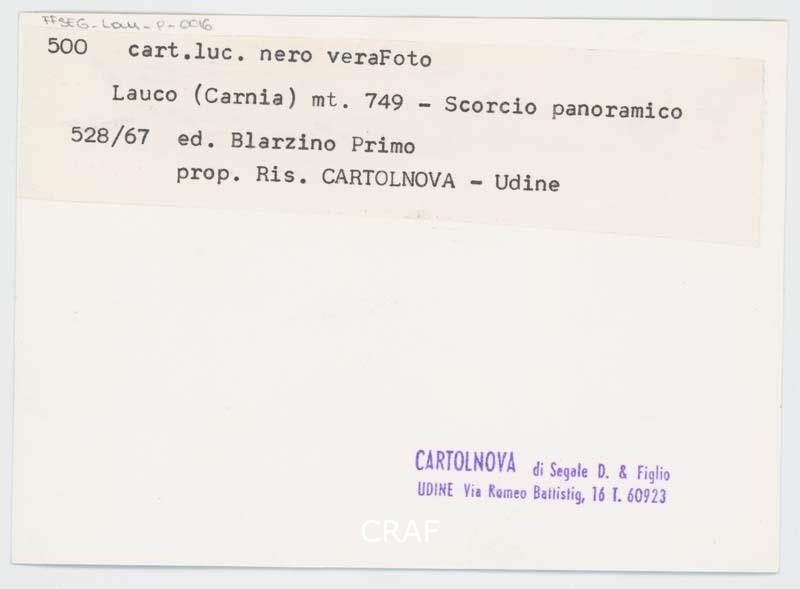 FFSEG-Lau-P-0016
500 cart.luc. nero veraFoto
Lauco (Carnia) mt. 749 - Scorcio panoramico
528/67 ed. Blarzino Primo
prop. Ris. CARTOLNOVA - Udine
CARTOLNOVA di Segale D. & Figlio
UDINE Via Romeo Battistig, 16 T. 60923
CRAF